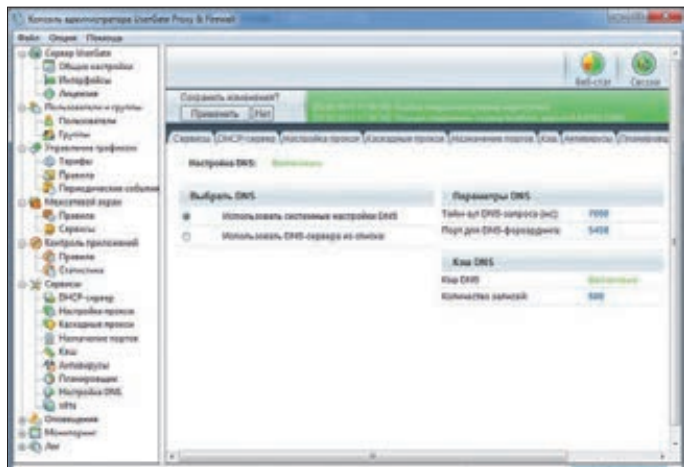 Консоль администратора UserGate Proxy & Firewall
Файл Опции Помощь
Сервер UserGate
Общие настройки
Интерфейсы
Лицензия
Пользователи и группы
Пользователи
Группы
Управление трафиком
Тарифы
Правила
Периодические события
Межсетевой экран
Правила
Сервисы
Контроль приложений
Правила
Статистика
Сервисы
DHCP-сервер
Настройка прокси
Каскадные прокси
Назначение портов
Кэш
Антивирусы
Планировщик
Настройка DNS
VPN
Оповещение
Мониторинг
Лог
Веб-стат Сессии
Сохранить изменения?
Применить Нет
Сервисы DHCP-сервер Настройка прокси Каскадные прокси Назначение портов Кэш Антивирусы Планировщ
Настройка DNS: Включено
Выбрать DNS
Использовать системные настройки DNS
Использовать DNS-сервера из списка
Параметры DNS
Тайм-аут DNS-запроса (мс): 7000
Порт для DNS-форвардинга: 5458
Кэш DNS
Кэш DNS Включено
Количество записей: 500